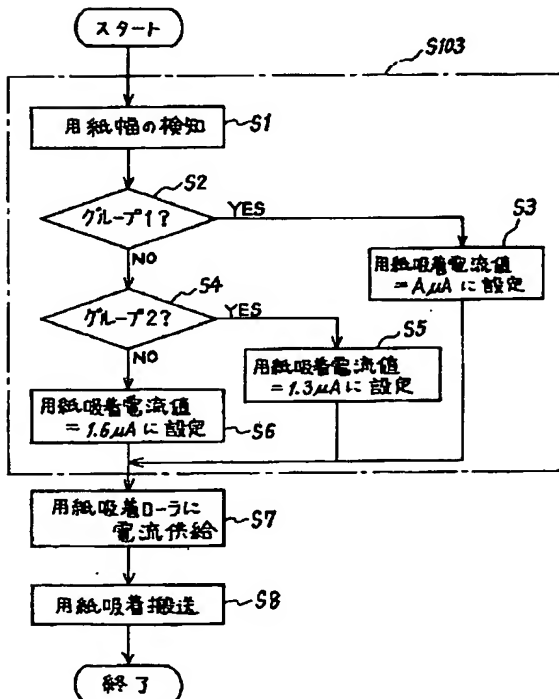 スタート
S103
用紙幅の検知
S1
S2
グループ1?
YES
NO
S3
用紙吸着電流値
=AμAに設定
S4
グループ2?
YES
NO
S5
用紙吸着電流値
=1.3μAに設定
用紙吸着電流値
=1.6μAに設定
S6
用紙吸着ローラに
電流供給
S7
用紙吸着搬送
S8
終了